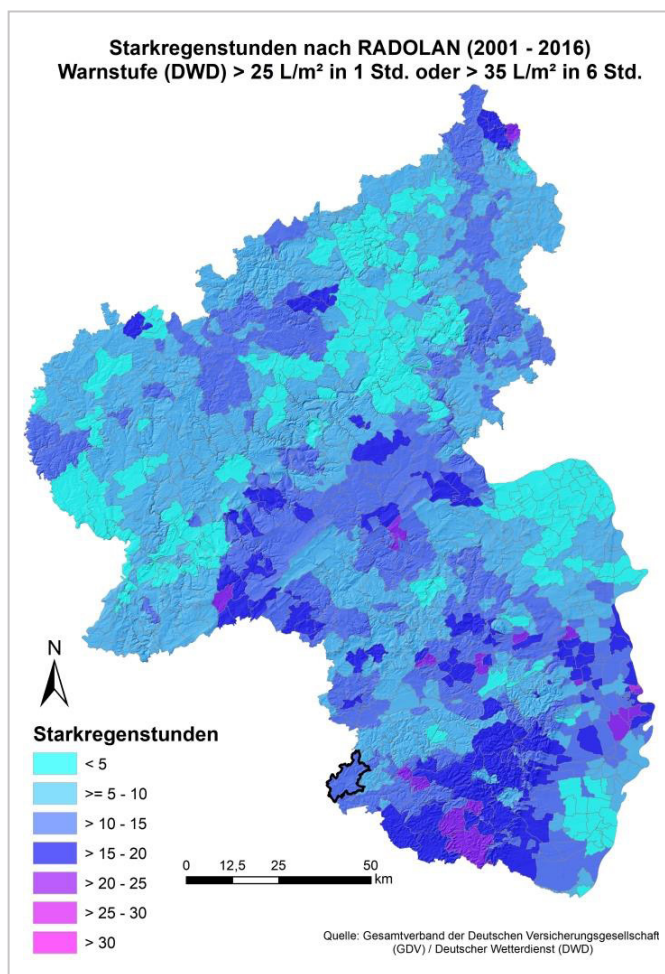 Starkregenstunden nach RADOLAN (2001 - 2016)
Warnstufe (DWD) > 25 L/m² in 1 Std. oder > 35 L/m² in 6 Std.
N
Starkregenstunden
< 5
>= 5 - 10
> 10 - 15
> 15 - 20
> 20 - 25
> 25 - 30
> 30
0 12,5 25 50
km
Quelle: Gesamtverband der Deutschen Versicherungsgesellschaft
(GDV) / Deutscher Wetterdienst (DWD)